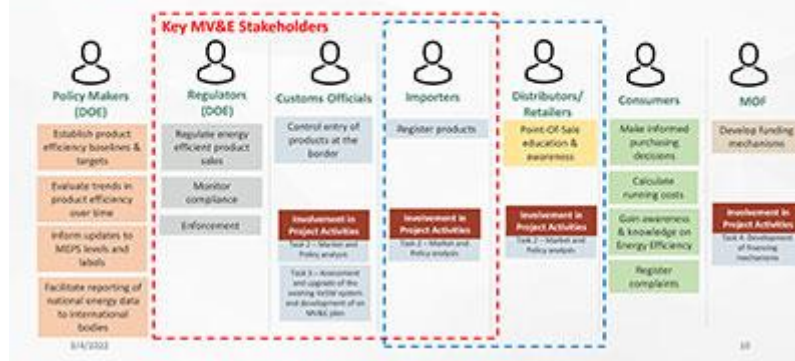 Key MV&E Stakeholders
Policy Makers
(DOE)
Establish product
efficiency baselines &
targets
Evaluate trends in
product efficiency
over time
Inform updates to
MEPS levels and
labels
Facilitate reporting of
national energy data
to international
bodies
Regulators
(DOE)
Regulate energy
efficient product
sales
Monitor
compliance
Enforcement
Customs Officials
Control entry of
products at the
border
Involvement in
Project Activities
Task 2 – Market and
Policy analysis
Task 3 – Assessment
and upgrade of the
existing
system
and development of an
MV&E plan
Importers
Register products
Involvement in
Project Activities
Task 2 – Market and
Policy analysis
Distributors/
Retailers
Point-Of-Sale
education &
awareness
Involvement in
Project Activities
Task 2 – Market and
Policy analysis
Consumers
Make informed
purchasing
decisions
Calculate
running costs
Gain awareness
& knowledge on
Energy Efficiency
Register
complaints
MOF
Develop funding
mechanisms
Involvement in
Project Activities
Task 4: Development
of financing
mechanisms
3/4/2022
10